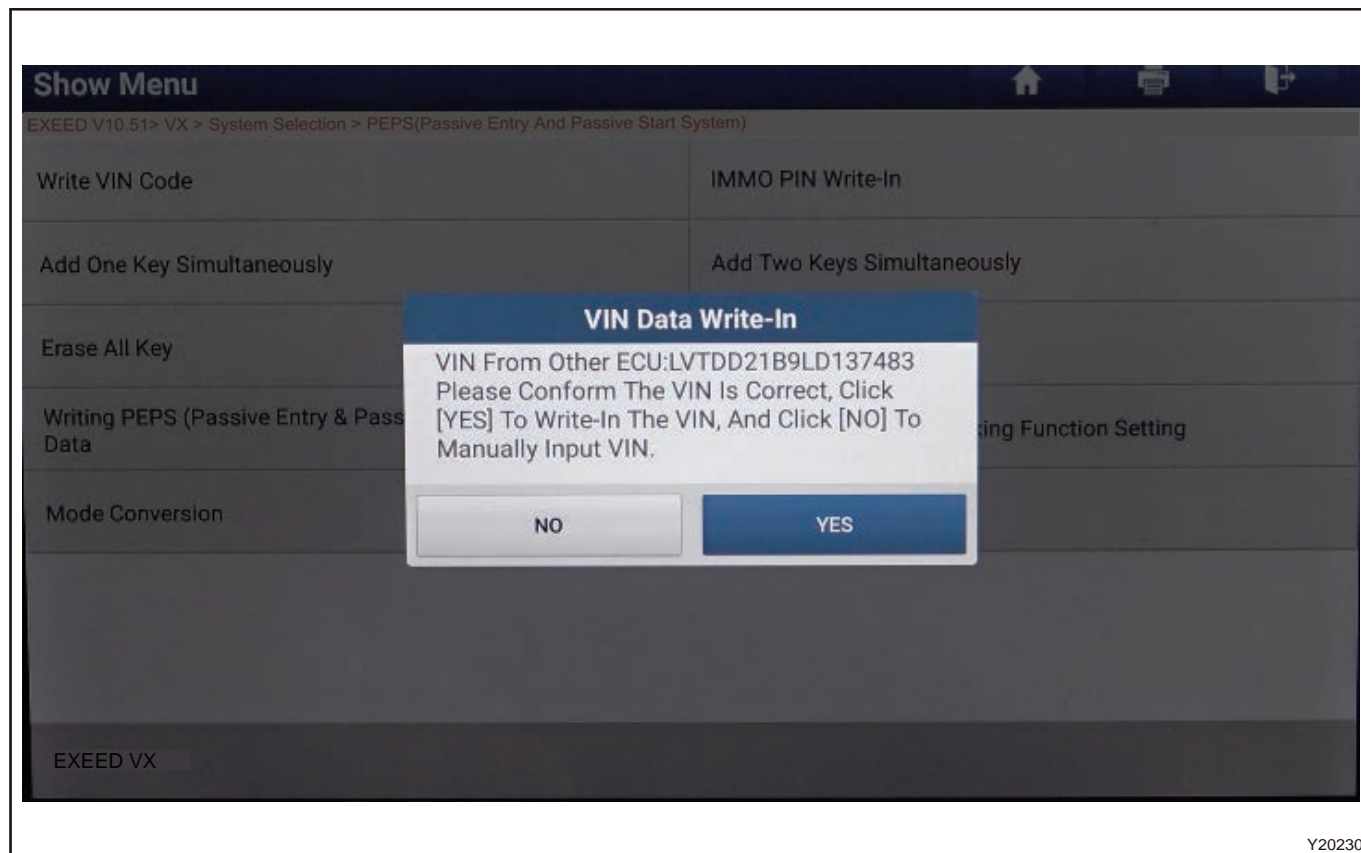 Show Menu
EXEED V10.51> VX > System Selection > PEPS(Passive Entry And Passive Start System)
Write VIN Code
IMMO PIN Write-In
Add One Key Simultaneously
Add Two Keys Simultaneously
VIN Data Write-In
Erase All Key
VIN From Other ECU:LVTDD21B9LD137483
Please Conform The VIN Is Correct, Click
[YES] To Write-In The VIN, And Click [NO] To
Manually Input VIN.
Writing PEPS (Passive Entry & Pass
Data
king Function Setting
Mode Conversion
NO
YES
EXEED VX
Y20230